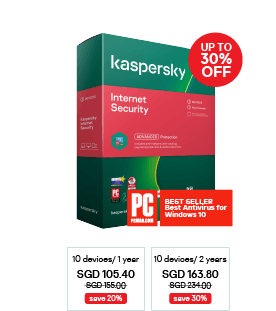 UP TO
30%
OFF
kaspersky
Internet
Security
ADVANCED Protection
PC
PCMAG.COM
BEST SELLER
Best Antivirus for
Windows 10
10 devices/ 1 year
SGD 105.40
SGD 155.00
save 20%
10 devices/ 2 years
SGD 163.80
SGD 234.00
save 30%